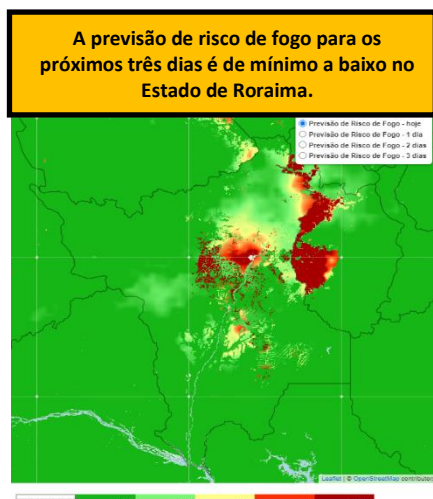 A previsão de risco de fogo para os
próximos três dias é de mínimo a baixo no
Estado de Roraima.
Previsão de Risco de Fogo - hoje
Previsão de Risco de Fogo - 1 dia
Previsão de Risco de Fogo - 2 dias
Previsão de Risco de Fogo - 3 dias
Leaflet | © OpenStreetMap contributors